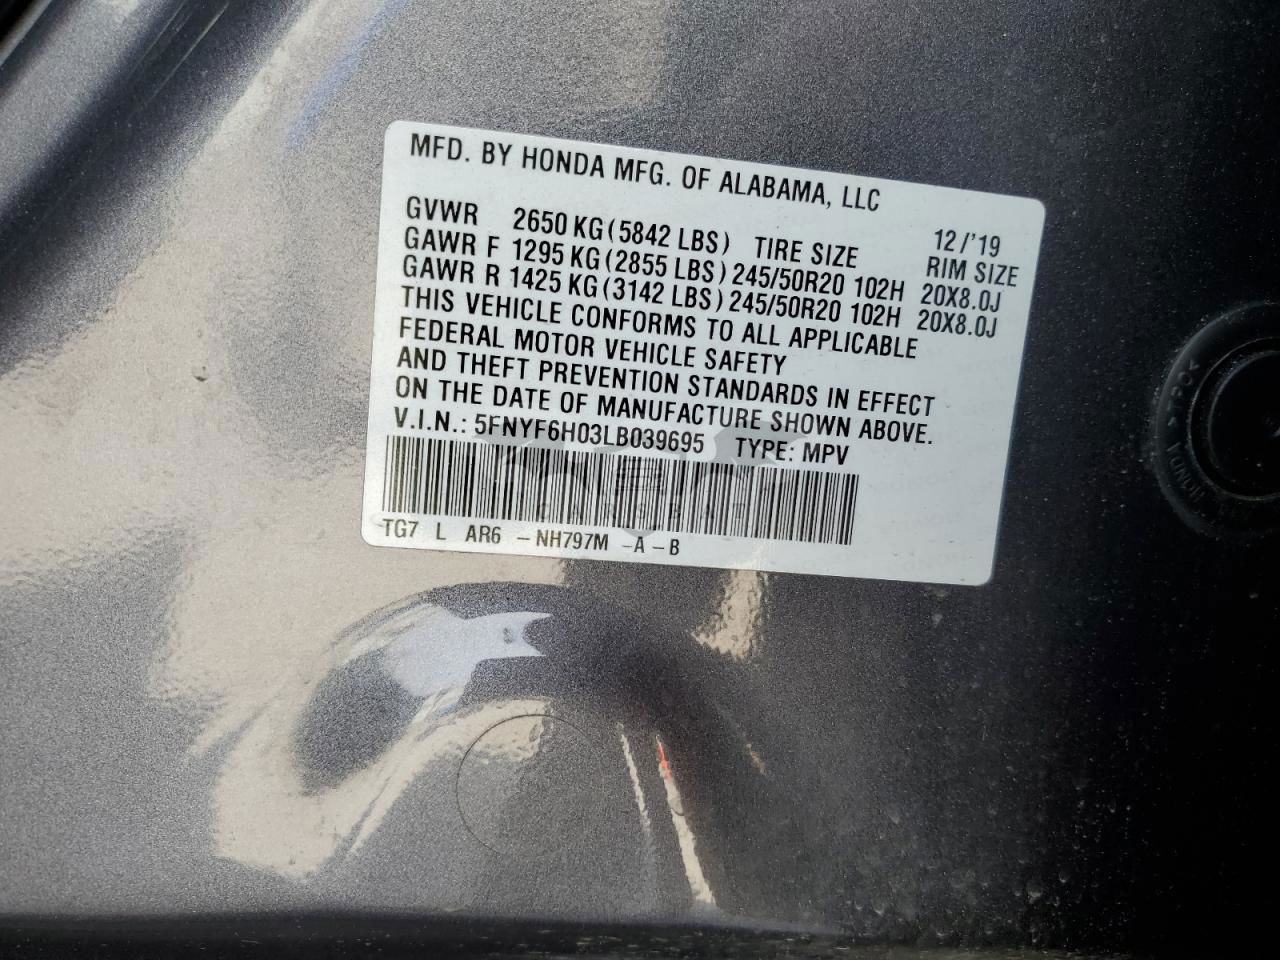 MFD. BY HONDA MFG. OF ALABAMA, LLC
12/'19
GVWR 2650 KG (5842 LBS) TIRE SIZE RIM SIZE
GAWR F 1295 KG (2855 LBS) 245/50R20 102H 20X8.0J
GAWR R 1425 KG (3142 LBS) 245/50R20 102H 20X8.0J
THIS VEHICLE CONFORMS TO ALL APPLICABLE
FEDERAL MOTOR VEHICLE SAFETY
AND THEFT PREVENTION STANDARDS IN EFFECT
ON THE DATE OF MANUFACTURE SHOWN ABOVE.
V.I.N.: 5FNYF6H03LB039695 TYPE: MPV
TG7 L AR6 - NH797M - A - B